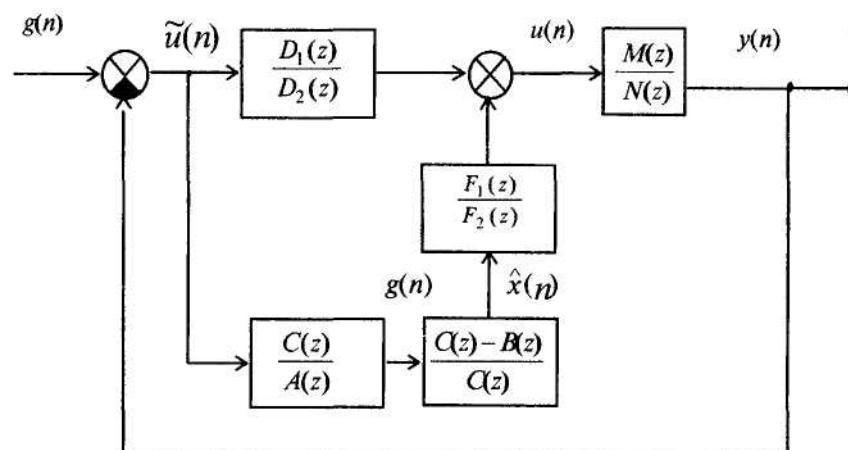 g(n)
ũ(n)
D₁(z)
D₂(z)
u(n)
M(z)
N(z)
y(n)
F₁(z)
F₂(z)
g(n)
x̂(n)
C(z)
A(z)
C(z) − B(z)
C(z)